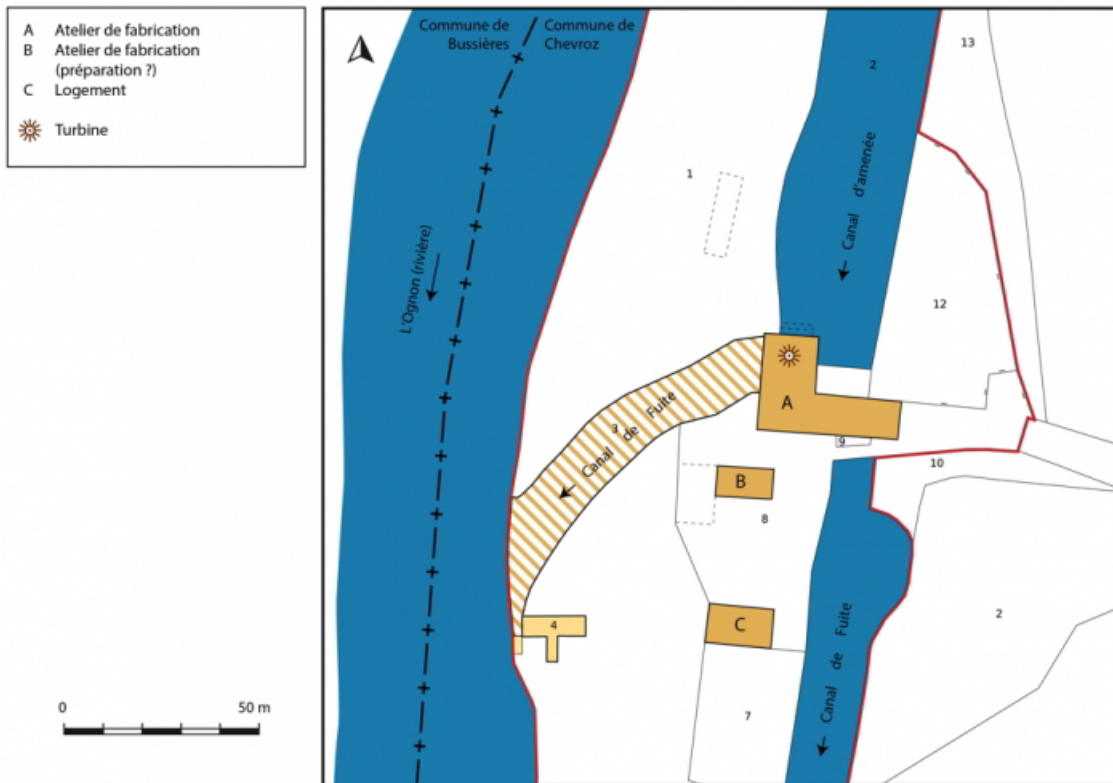 A Atelier de fabrication
B Atelier de fabrication
(préparation ?)
C Logement
Turbine
0 50 m
Commune de
Bussières
Commune de
Chevroz
L'Ognon (rivière)
1
2
Canal d'amenée
13
12
3
Canal de Fuite
A
9
10
B
8
4
C
7
Canal de Fuite
2